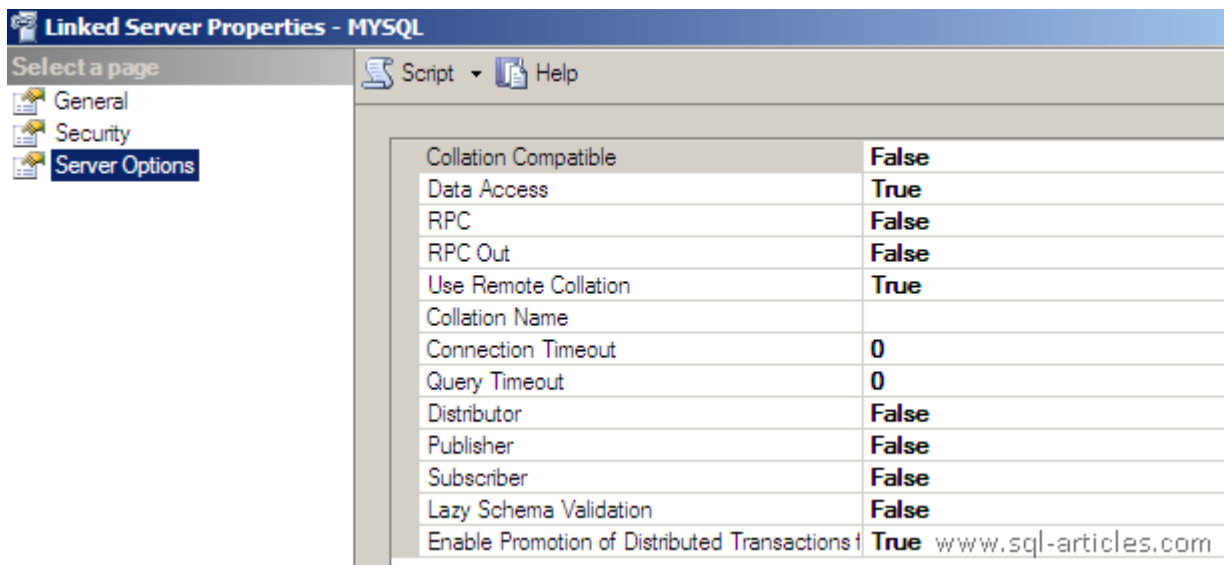 Linked Server Properties - MYSQL
Select a page
General
Security
Server Options
Script Help
Collation Compatible False
Data Access True
RPC False
RPC Out False
Use Remote Collation True
Collation Name
Connection Timeout 0
Query Timeout 0
Distributor False
Publisher False
Subscriber False
Lazy Schema Validation False
Enable Promotion of Distributed Transactions f True www.sql-articles.com